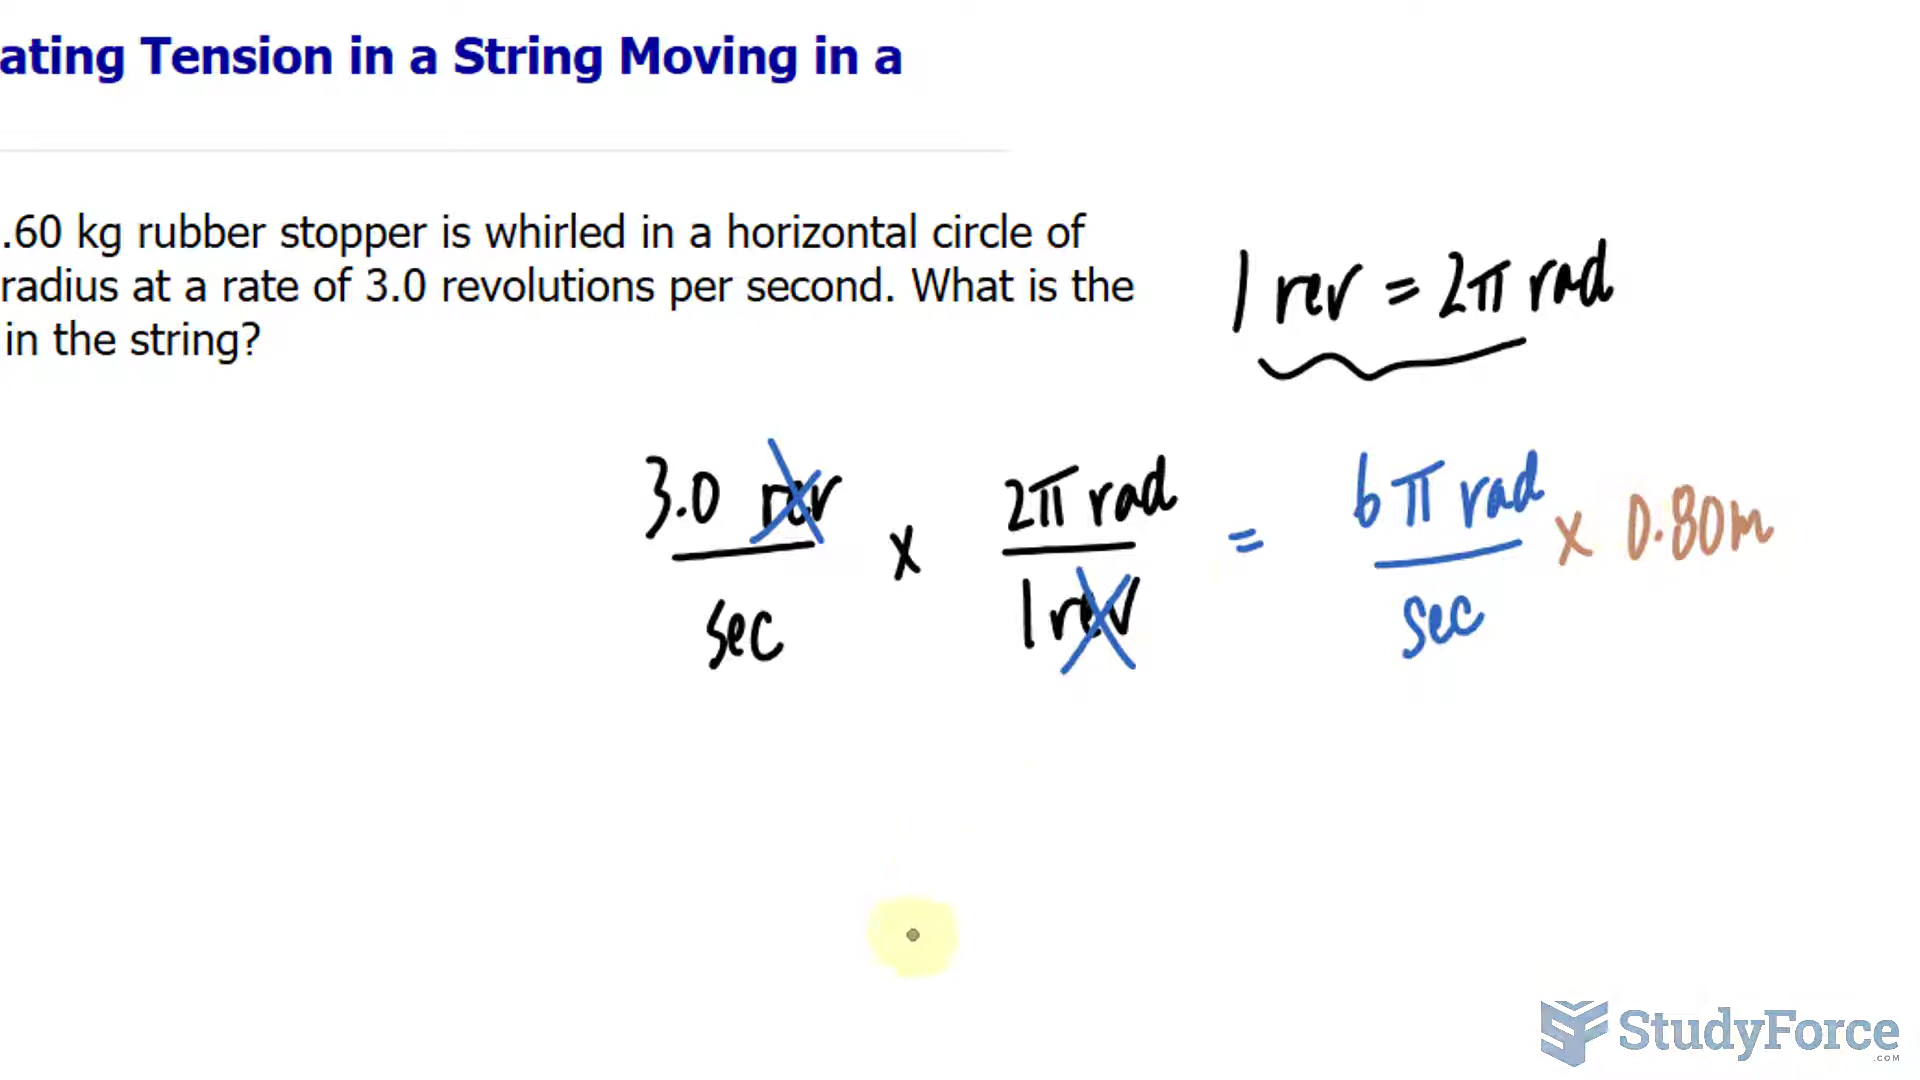 ating Tension in a String Moving in a
.60 kg rubber stopper is whirled in a horizontal circle of
radius at a rate of 3.0 revolutions per second. What is the
in the string?
1 rev = 2π rad
3.0 rev / sec x 2π rad / 1 rev = 6π rad / sec x 0.80m
StudyForce
.COM